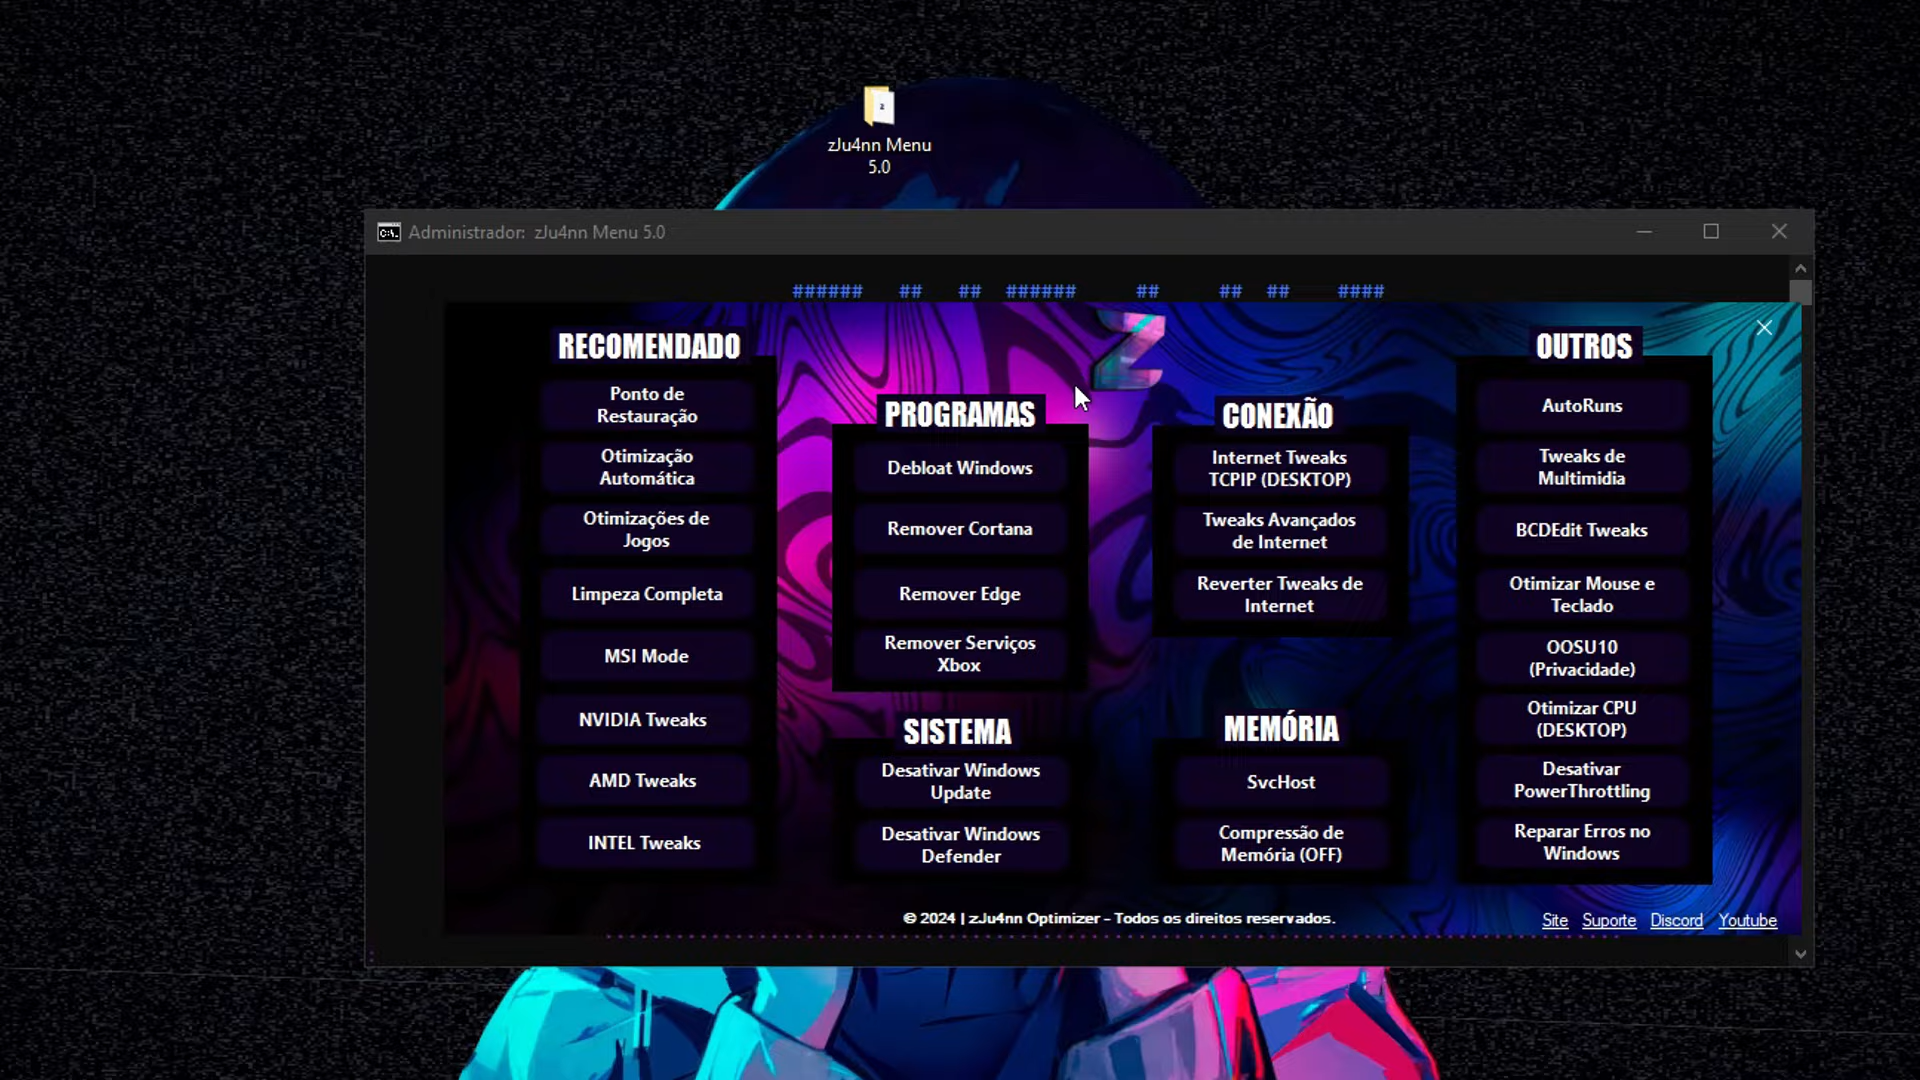 zJu4nn Menu
5.0
Administrador:  zJu4nn Menu 5.0
######   ##   ##  ######     ##      ##  ##    ####
Z
RECOMENDADO
Ponto de
Restauração
Otimização
Automática
Otimizações de
Jogos
Limpeza Completa
MSI Mode
NVIDIA Tweaks
AMD Tweaks
INTEL Tweaks
PROGRAMAS
Debloat Windows
Remover Cortana
Remover Edge
Remover Serviços
Xbox
SISTEMA
Desativar Windows
Update
Desativar Windows
Defender
CONEXÃO
Internet Tweaks
TCPIP (DESKTOP)
Tweaks Avançados
de Internet
Reverter Tweaks de
Internet
MEMÓRIA
SvcHost
Compressão de
Memória (OFF)
OUTROS
AutoRuns
Tweaks de
Multimidia
BCDEdit Tweaks
Otimizar Mouse e
Teclado
OOSU10
(Privacidade)
Otimizar CPU
(DESKTOP)
Desativar
PowerThrottling
Reparar Erros no
Windows
© 2024 | zJu4nn Optimizer - Todos os direitos reservados.
Site Suporte Discord Youtube